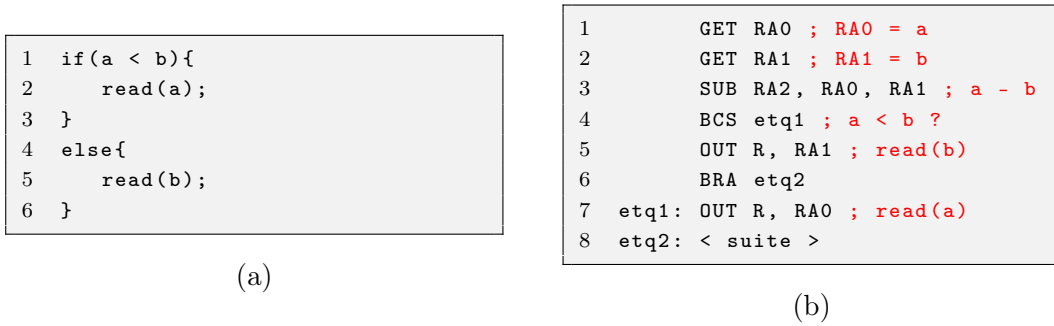 1 if(a < b){
2 read(a);
3 }
4 else{
5 read(b);
6 }
(a)
1 GET RA0 ; RA0 = a
2 GET RA1 ; RA1 = b
3 SUB RA2, RA0, RA1 ; a - b
4 BCS etq1 ; a < b ?
5 OUT R, RA1 ; read(b)
6 BRA etq2
7 etq1: OUT R, RA0 ; read(a)
8 etq2: < suite >
(b)